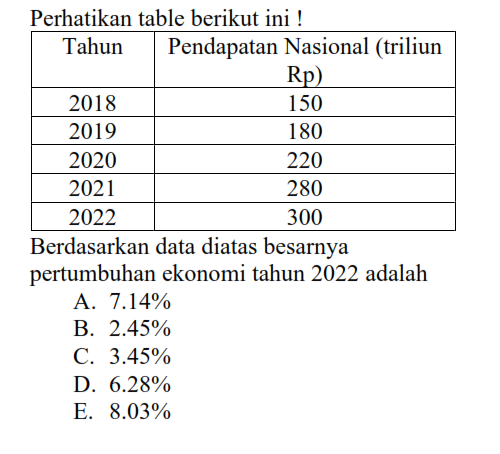 Perhatikan table berikut ini !
Tahun Pendapatan Nasional (triliun
Rp)
2018 150
2019 180
2020 220
2021 280
2022 300
Berdasarkan data diatas besarnya
pertumbuhan ekonomi tahun 2022 adalah
A. 7.14%
B. 2.45%
C. 3.45%
D. 6.28%
E. 8.03%